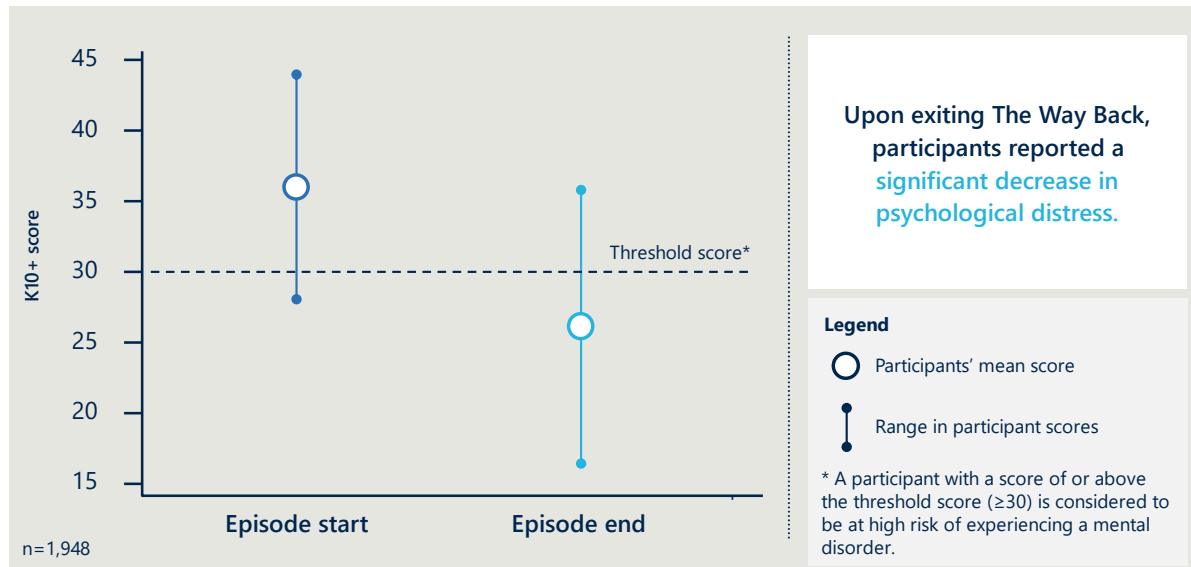 45
40
35
30
25
20
15
K10+ score
Threshold score*
Episode start
Episode end
n=1,948
Upon exiting The Way Back,
participants reported a
significant decrease in
psychological distress.
Legend
Participants’ mean score
Range in participant scores
* A participant with a score of or above
the threshold score (≥30) is considered to
be at high risk of experiencing a mental
disorder.